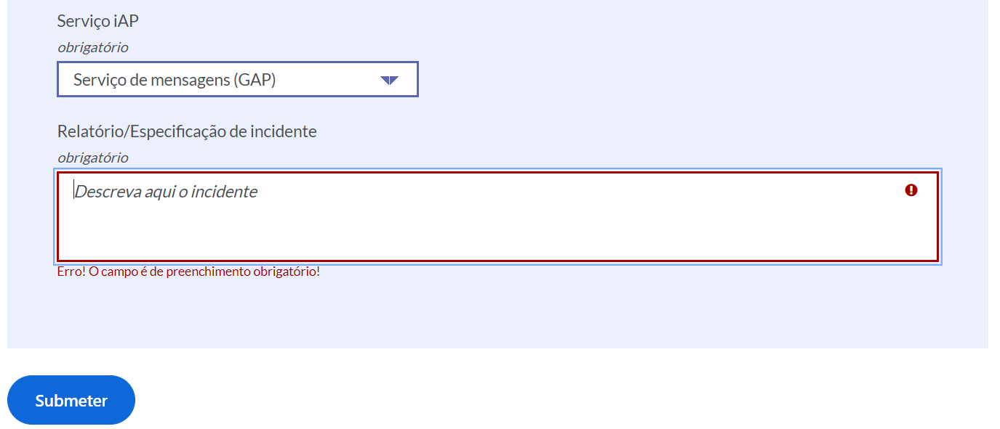 Serviço iAP
obrigatório
Serviço de mensagens (GAP)
Relatório/Especificação de incidente
obrigatório
Descreva aqui o incidente
Erro! O campo é de preenchimento obrigatório!
Submeter